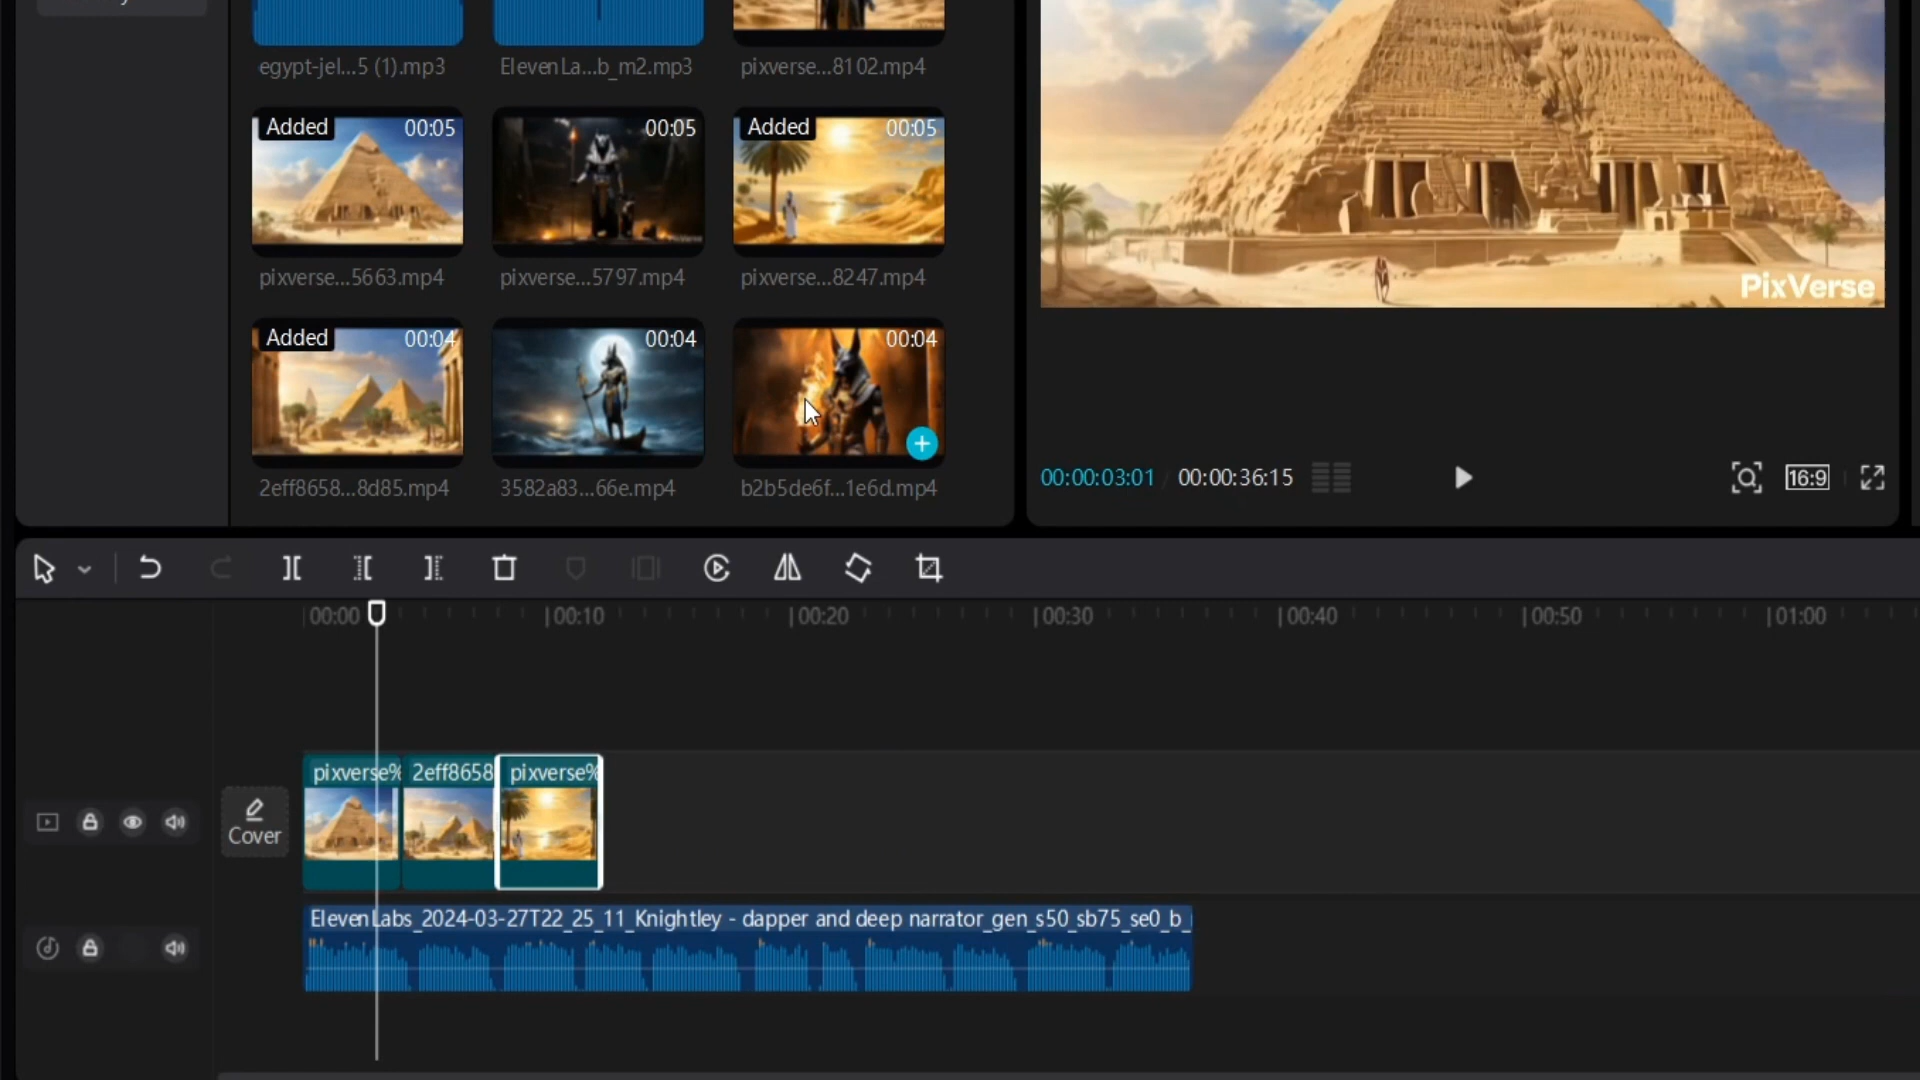 egypt-jel...5 (1).mp3
ElevenLa...b_m2.mp3
pixverse...8102.mp4
Added 00:05
00:05
Added 00:05
pixverse...5663.mp4
pixverse...5797.mp4
pixverse...8247.mp4
Added 00:04
00:04
00:04
2eff8658...8d85.mp4
3582a83...66e.mp4
b2b5de6f...1e6d.mp4
PixVerse
00:00:03:01 / 00:00:36:15
16:9
00:00 00:10 00:20 00:30 00:40 00:50 01:00
Cover
pixverse%
2eff8658
pixverse%
ElevenLabs_2024-03-27T22_25_11_Knightley - dapper and deep narrator_gen_s50_sb75_se0_b_